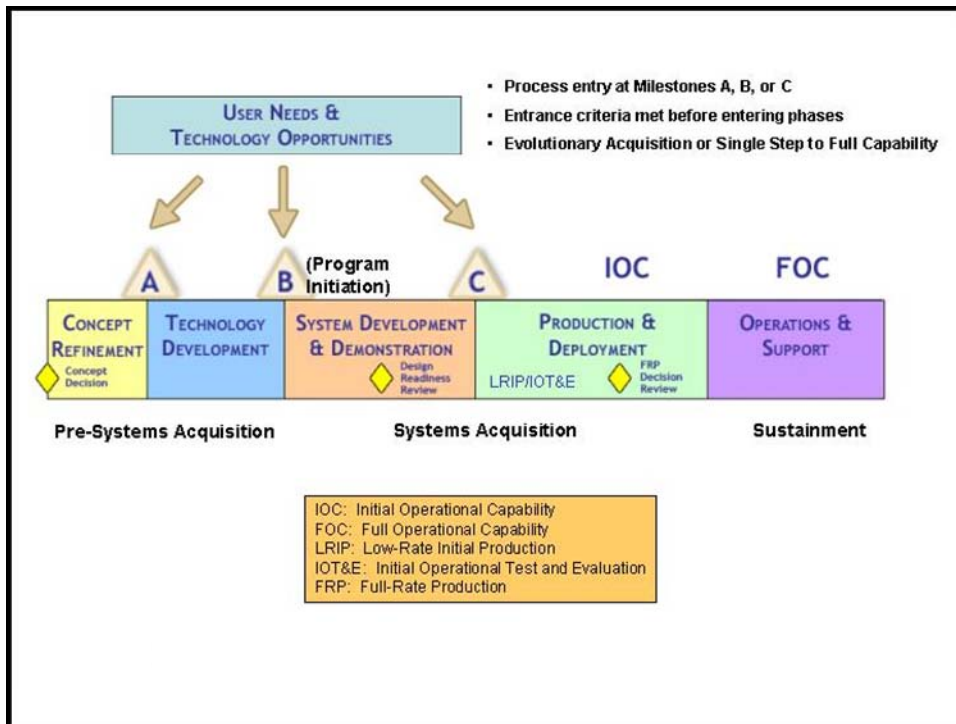 USER NEEDS &
TECHNOLOGY OPPORTUNITIES
• Process entry at Milestones A, B, or C
• Entrance criteria met before entering phases
• Evolutionary Acquisition or Single Step to Full Capability
A
B
(Program
Initiation)
C
IOC
FOC
CONCEPT
REFINEMENT
Concept
Decision
TECHNOLOGY
DEVELOPMENT
SYSTEM DEVELOPMENT
& DEMONSTRATION
Design
Readiness
Review
PRODUCTION &
DEPLOYMENT
LRIP/IOT&E
FRP
Decision
Review
OPERATIONS &
SUPPORT
Pre-Systems Acquisition
Systems Acquisition
Sustainment
IOC: Initial Operational Capability
FOC: Full Operational Capability
LRIP: Low-Rate Initial Production
IOT&E: Initial Operational Test and Evaluation
FRP: Full-Rate Production